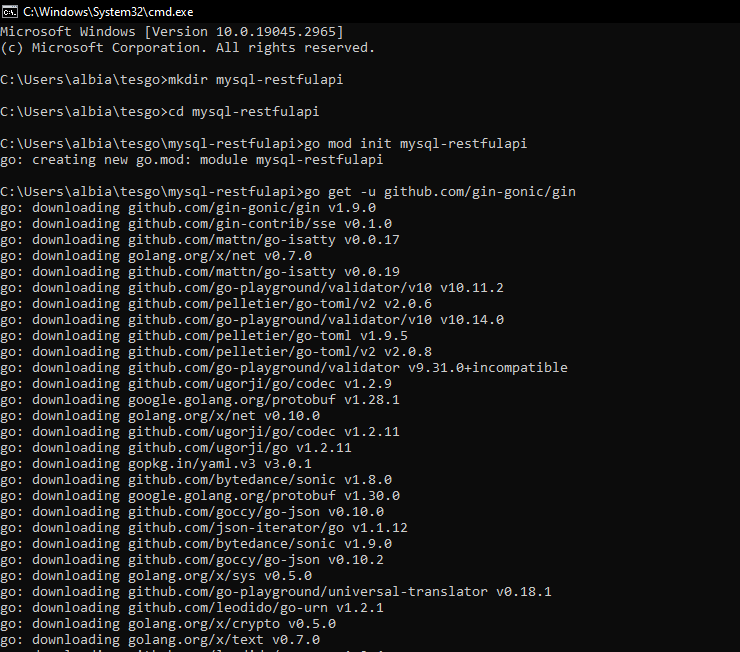 C:\Windows\System32\cmd.exe
Microsoft Windows [Version 10.0.19045.2965]
(c) Microsoft Corporation. All rights reserved.
C:\Users\albia\tesgo>mkdir mysql-restfulapi
C:\Users\albia\tesgo>cd mysql-restfulapi
C:\Users\albia\tesgo\mysql-restfulapi>go mod init mysql-restfulapi
go: creating new go.mod: module mysql-restfulapi
C:\Users\albia\tesgo\mysql-restfulapi>go get -u github.com/gin-gonic/gin
go: downloading github.com/gin-gonic/gin v1.9.0
go: downloading github.com/gin-contrib/sse v0.1.0
go: downloading github.com/mattn/go-isatty v0.0.17
go: downloading golang.org/x/net v0.7.0
go: downloading github.com/mattn/go-isatty v0.0.19
go: downloading github.com/go-playground/validator/v10 v10.11.2
go: downloading github.com/pelletier/go-toml/v2 v2.0.6
go: downloading github.com/go-playground/validator/v10 v10.14.0
go: downloading github.com/pelletier/go-toml v1.9.5
go: downloading github.com/pelletier/go-toml/v2 v2.0.8
go: downloading github.com/go-playground/validator v9.31.0+incompatible
go: downloading github.com/ugorji/go/codec v1.2.9
go: downloading google.golang.org/protobuf v1.28.1
go: downloading golang.org/x/net v0.10.0
go: downloading github.com/ugorji/go/codec v1.2.11
go: downloading github.com/ugorji/go v1.2.11
go: downloading gopkg.in/yaml.v3 v3.0.1
go: downloading github.com/bytedance/sonic v1.8.0
go: downloading google.golang.org/protobuf v1.30.0
go: downloading github.com/goccy/go-json v0.10.0
go: downloading github.com/json-iterator/go v1.1.12
go: downloading github.com/bytedance/sonic v1.9.0
go: downloading github.com/goccy/go-json v0.10.2
go: downloading golang.org/x/sys v0.5.0
go: downloading github.com/go-playground/universal-translator v0.18.1
go: downloading github.com/leodido/go-urn v1.2.1
go: downloading golang.org/x/crypto v0.5.0
go: downloading golang.org/x/text v0.7.0